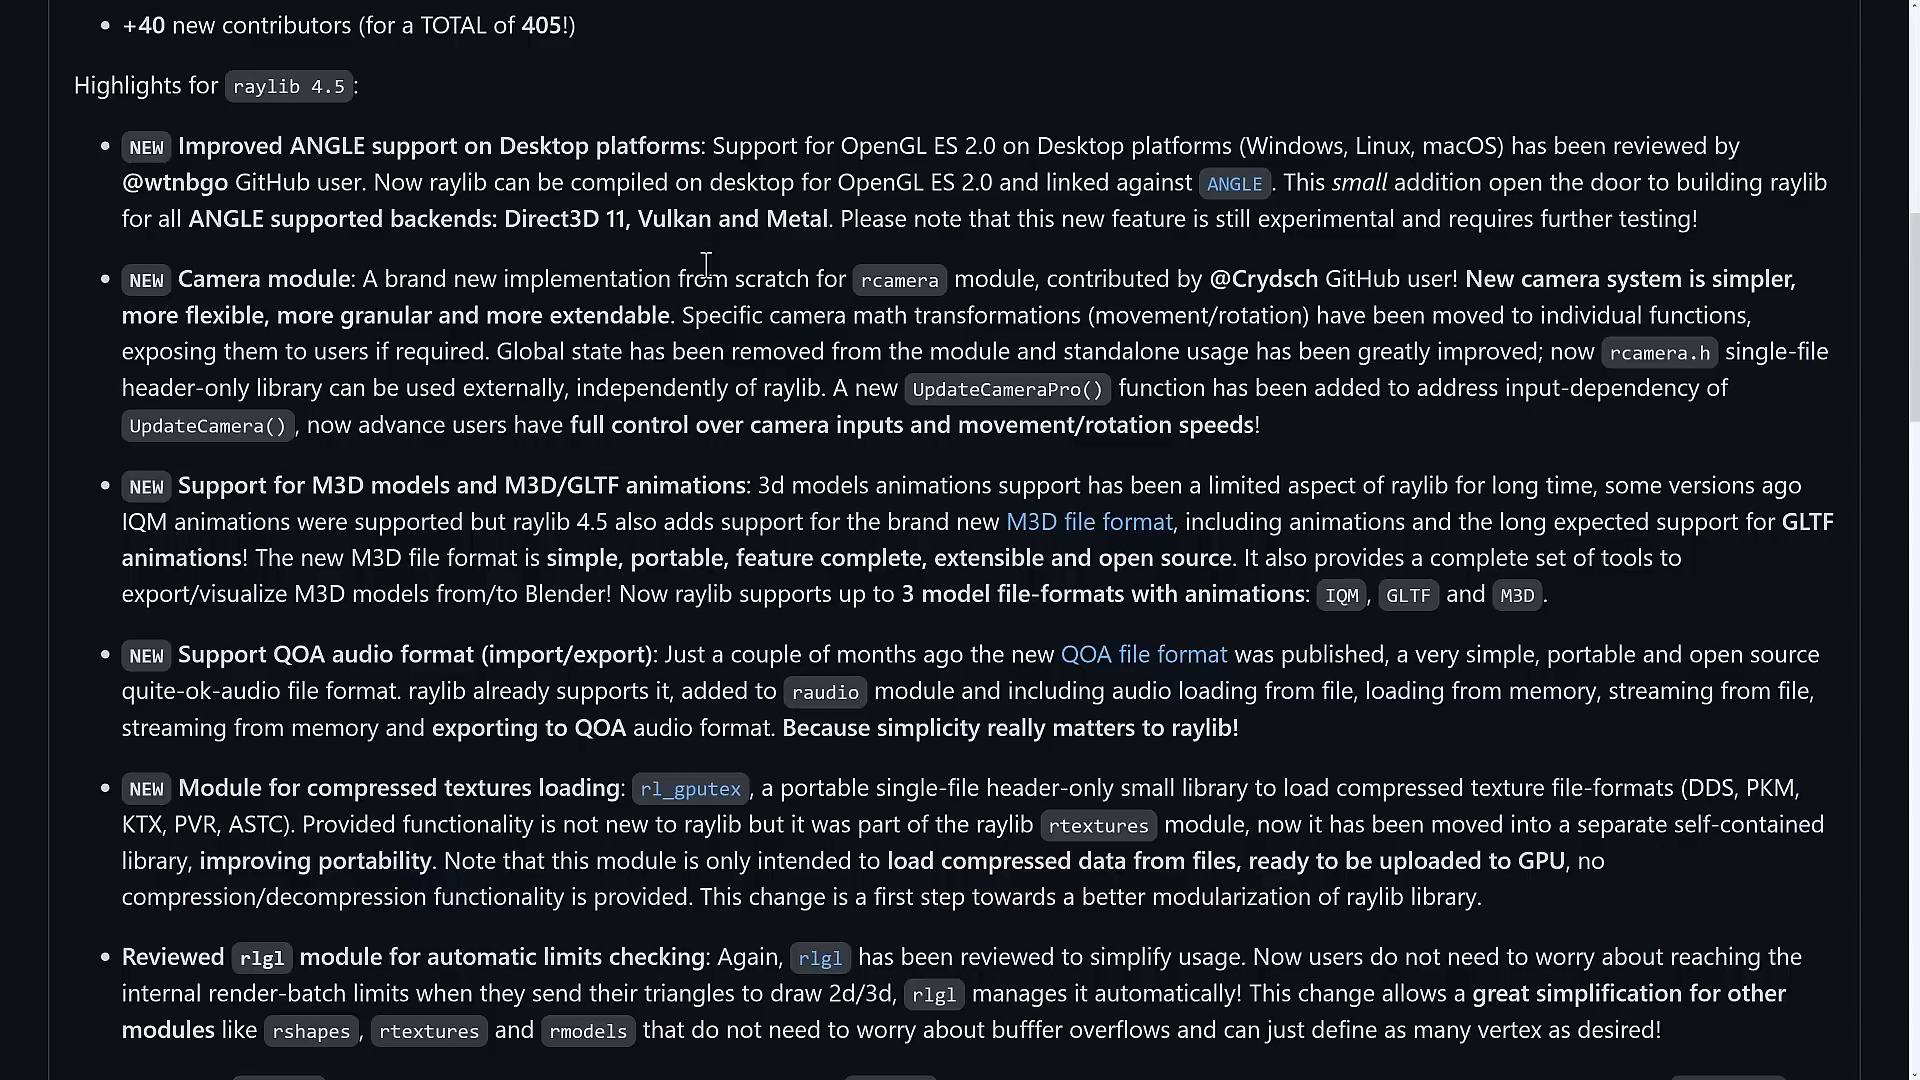 +40 new contributors (for a TOTAL of 405!)
Highlights for raylib 4.5:
NEW Improved ANGLE support on Desktop platforms: Support for OpenGL ES 2.0 on Desktop platforms (Windows, Linux, macOS) has been reviewed by
@wtnbgo GitHub user. Now raylib can be compiled on desktop for OpenGL ES 2.0 and linked against ANGLE. This small addition open the door to building raylib
for all ANGLE supported backends: Direct3D 11, Vulkan and Metal. Please note that this new feature is still experimental and requires further testing!
NEW Camera module: A brand new implementation from scratch for rcamera module, contributed by @Crydsch GitHub user! New camera system is simpler,
more flexible, more granular and more extendable. Specific camera math transformations (movement/rotation) have been moved to individual functions,
exposing them to users if required. Global state has been removed from the module and standalone usage has been greatly improved; now rcamera.h single-file
header-only library can be used externally, independently of raylib. A new UpdateCameraPro() function has been added to address input-dependency of
UpdateCamera(), now advance users have full control over camera inputs and movement/rotation speeds!
NEW Support for M3D models and M3D/GLTF animations: 3d models animations support has been a limited aspect of raylib for long time, some versions ago
IQM animations were supported but raylib 4.5 also adds support for the brand new M3D file format, including animations and the long expected support for GLTF
animations! The new M3D file format is simple, portable, feature complete, extensible and open source. It also provides a complete set of tools to
export/visualize M3D models from/to Blender! Now raylib supports up to 3 model file-formats with animations: IQM, GLTF and M3D.
NEW Support QOA audio format (import/export): Just a couple of months ago the new QOA file format was published, a very simple, portable and open source
quite-ok-audio file format. raylib already supports it, added to raudio module and including audio loading from file, loading from memory, streaming from file,
streaming from memory and exporting to QOA audio format. Because simplicity really matters to raylib!
NEW Module for compressed textures loading: rl_gputex, a portable single-file header-only small library to load compressed texture file-formats (DDS, PKM,
KTX, PVR, ASTC). Provided functionality is not new to raylib but it was part of the raylib rtextures module, now it has been moved into a separate self-contained
library, improving portability. Note that this module is only intended to load compressed data from files, ready to be uploaded to GPU, no
compression/decompression functionality is provided. This change is a first step towards a better modularization of raylib library.
Reviewed rlgl module for automatic limits checking: Again, rlgl has been reviewed to simplify usage. Now users do not need to worry about reaching the
internal render-batch limits when they send their triangles to draw 2d/3d, rlgl manages it automatically! This change allows a great simplification for other
modules like rshapes, rtextures and rmodels that do not need to worry about bufffer overflows and can just define as many vertex as desired!